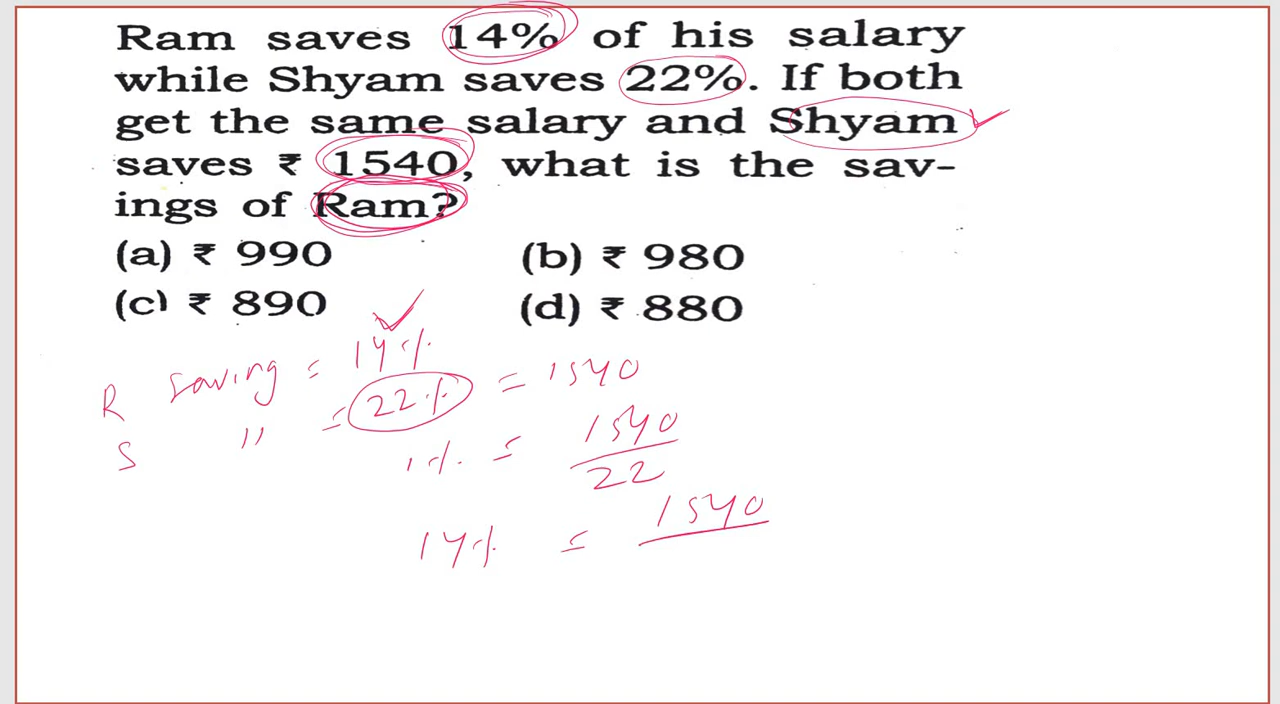 Ram saves 14% of his salary
while Shyam saves 22%. If both
get the same salary and Shyam
saves ₹ 1540, what is the sav-
ings of Ram?
(a) ₹ 990 (b) ₹ 980
(c) ₹ 890 (d) ₹ 880
R saving = 14%
S " = 22% = 1540
1% = 1540
22
14% = 1540